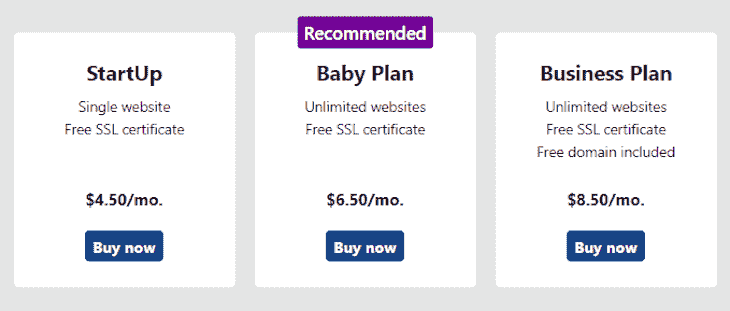 StartUp
Single website
Free SSL certificate
$4.50/mo.
Buy now
Recommended
Baby Plan
Unlimited websites
Free SSL certificate
$6.50/mo.
Buy now
Business Plan
Unlimited websites
Free SSL certificate
Free domain included
$8.50/mo.
Buy now